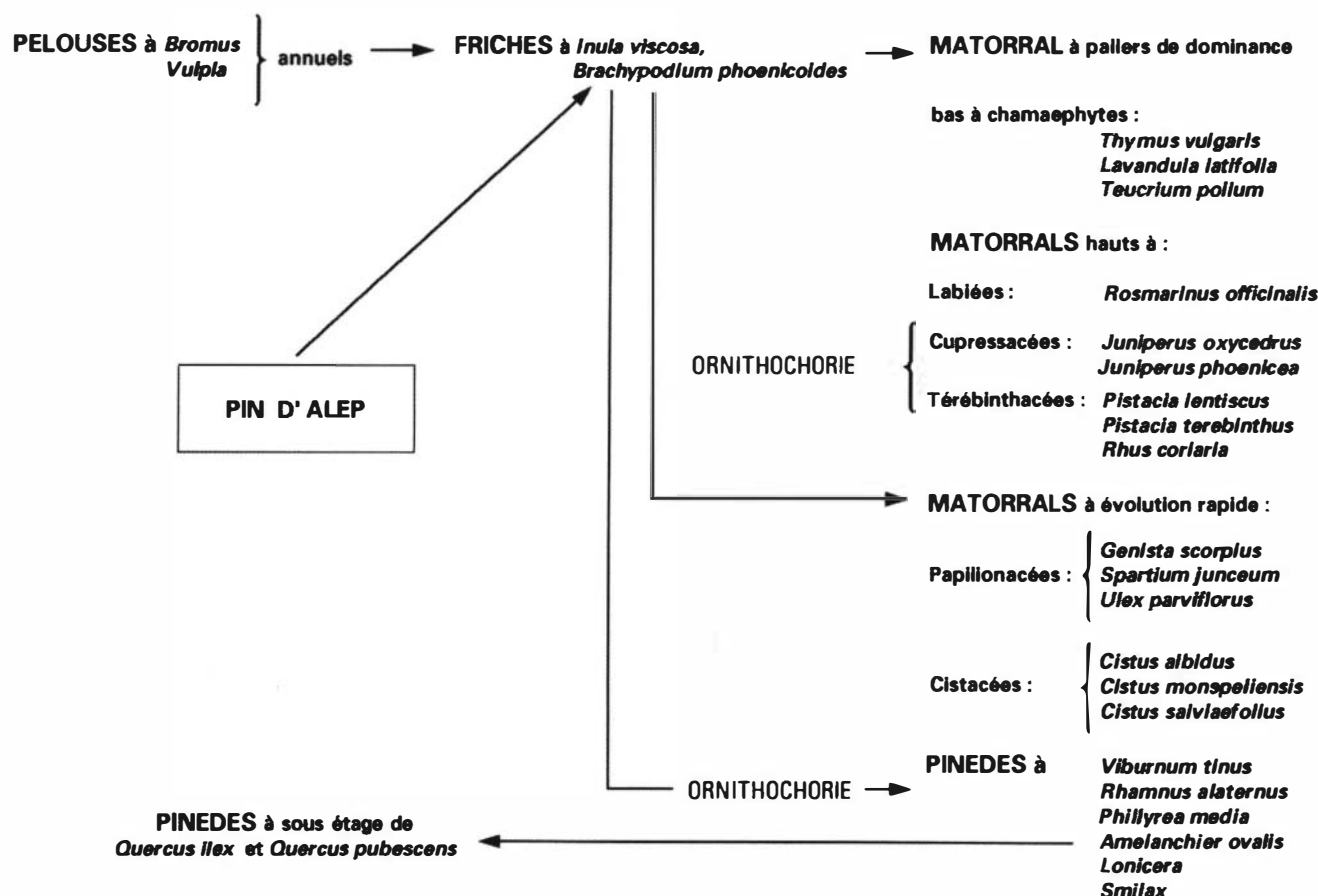 PELOUSES à Bromus
Vulpla
annuels
FRICHES à Inula viscosa,
Brachypodium phoenicoides
MATORRAL à paliers de dominance
bas à chamaephytes :
Thymus vulgaris
Lavandula latifolia
Teucrium polium
MATORRALS hauts à :
Labiées : Rosmarinus officinalis
ORNITHOCHORIE
Cupressacées : Juniperus oxycedrus
Juniperus phoenicea
Térébinthacées : Pistacia lentiscus
Pistacia terebinthus
Rhus coriaria
PIN D'ALEP
MATORRALS à évolution rapide :
Papilionacées :
Genista scorpius
Spartium junceum
Ulex parviflorus
Cistacées :
Cistus albidus
Cistus monspeliensis
Cistus salviaefolius
ORNITHOCHORIE
PINEDES à Viburnum tinus
Rhamnus alaternus
Phillyrea media
Amelanchier ovalis
Lonicera
Smilax
PINEDES à sous étage de
Quercus ilex et Quercus pubescens